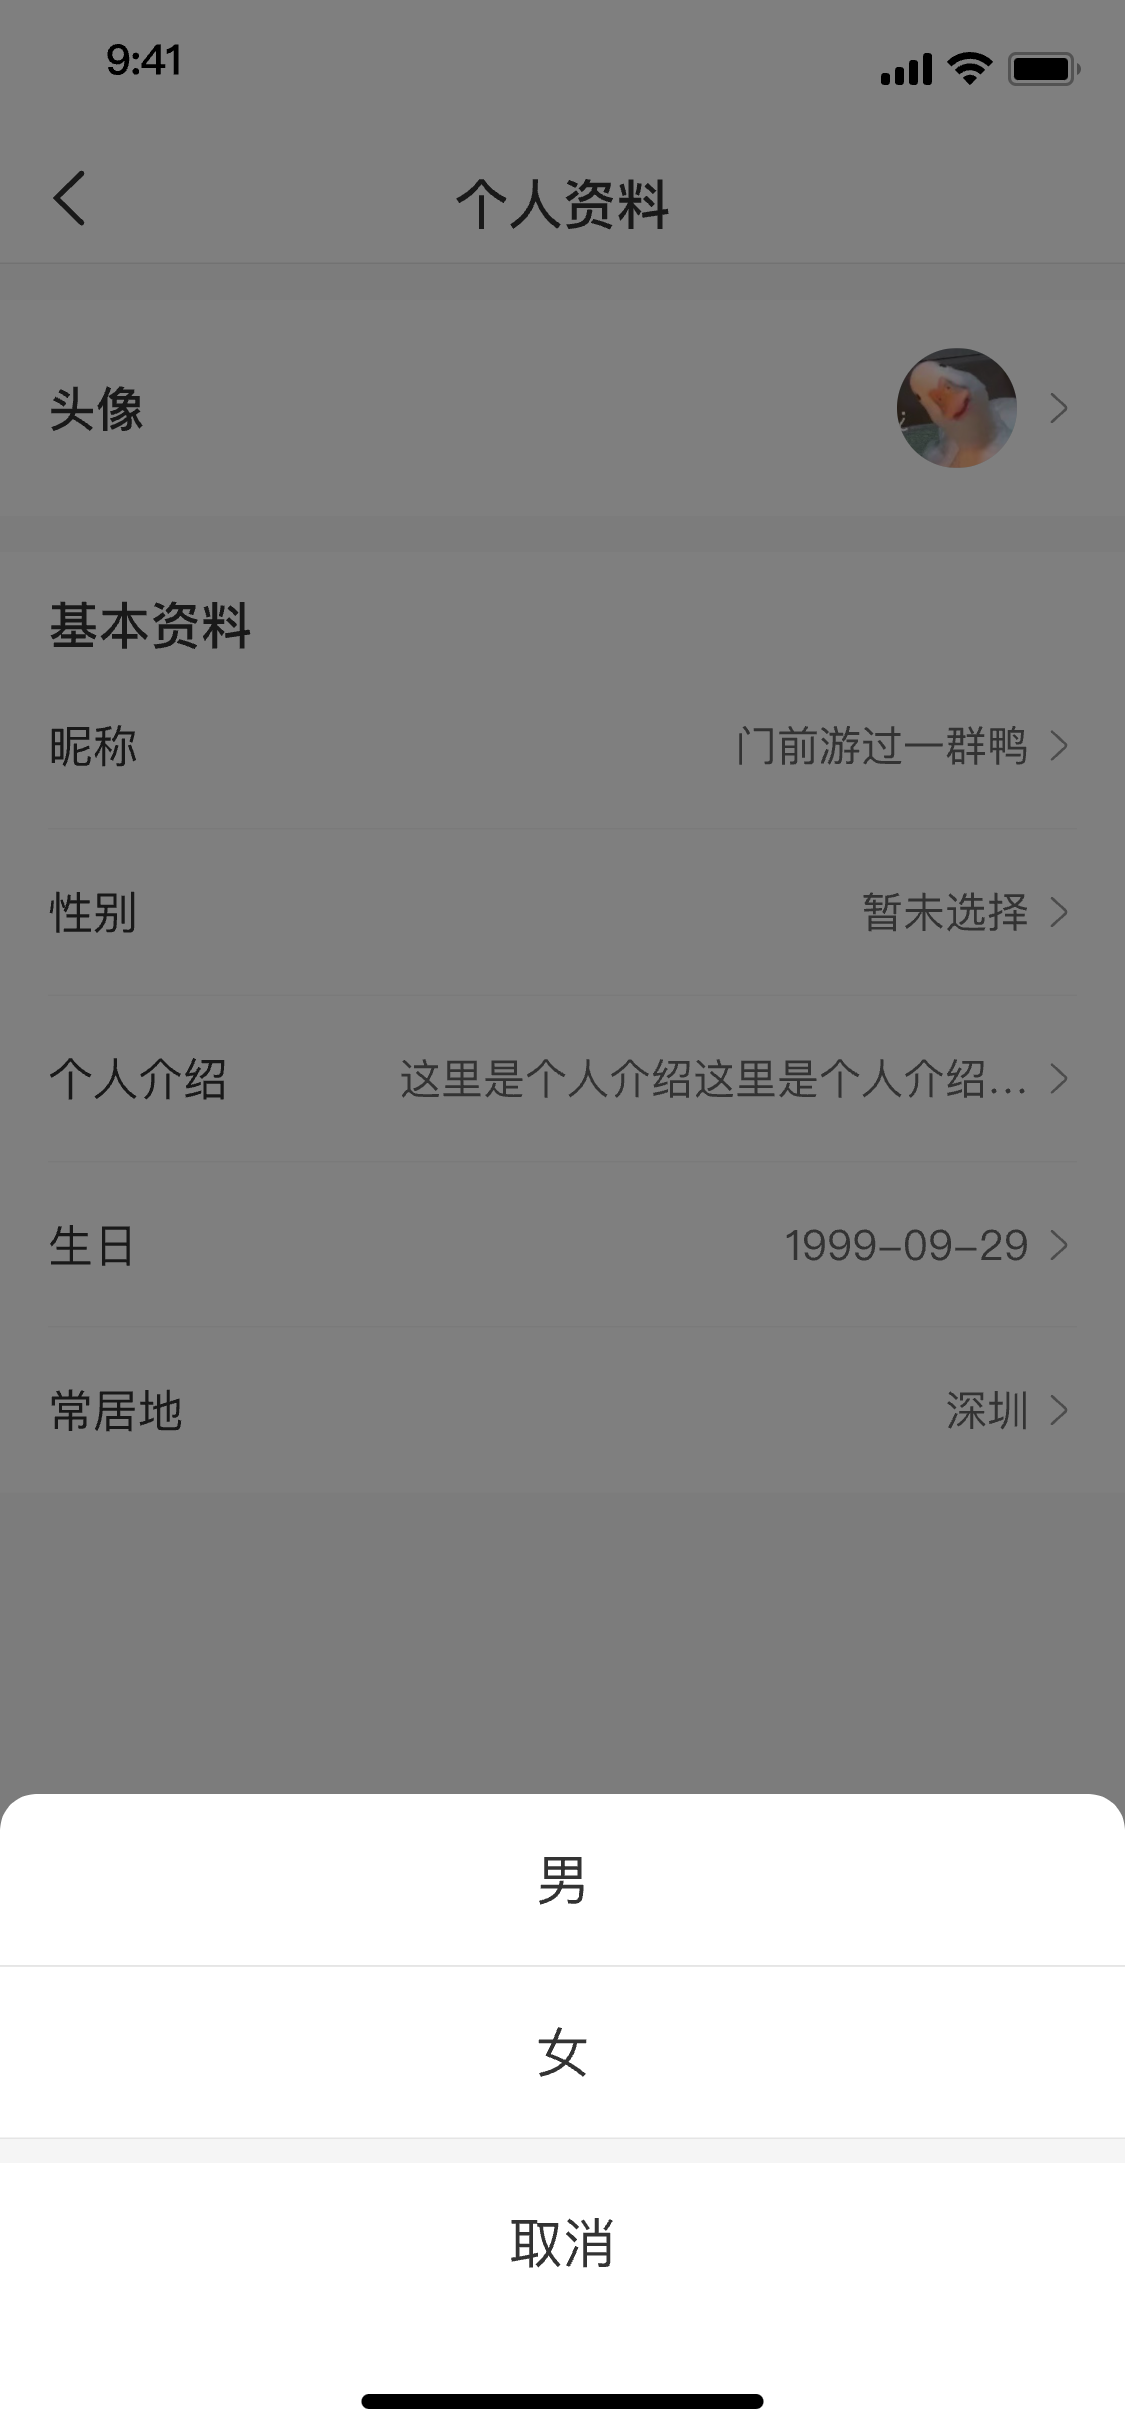 9:41
个人资料
头像
基本资料
昵称 门前游过一群鸭
性别 暂未选择
个人介绍 这里是个人介绍这里是个人介绍...
生日 1999-09-29
常居地 深圳
男
女
取消